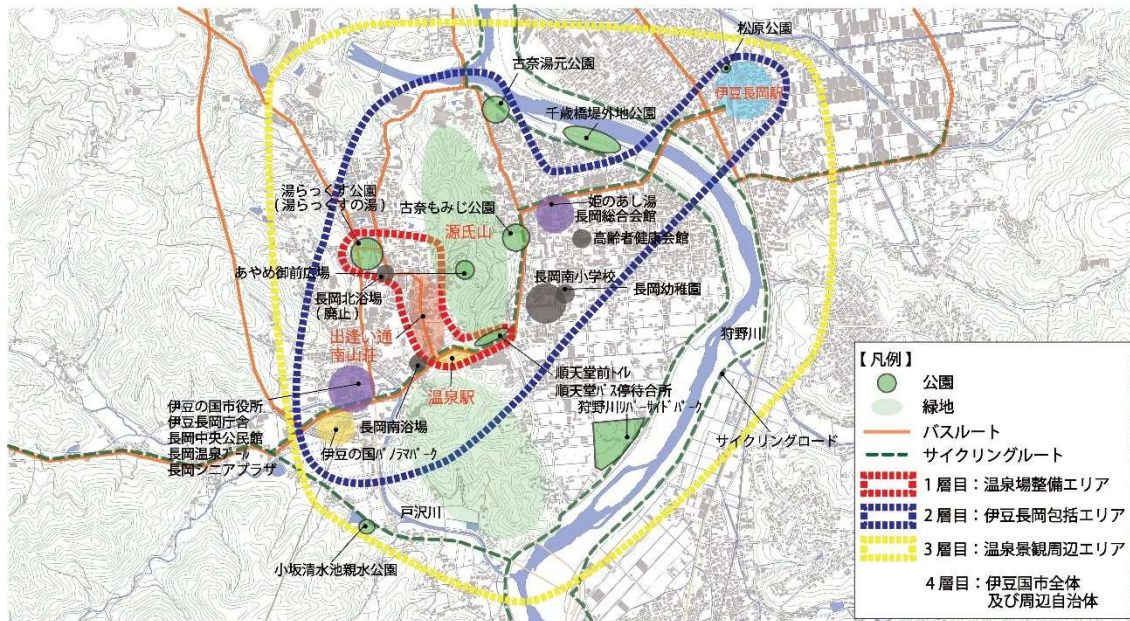 松原公園
古奈湯元公園
伊豆長岡駅
千歳橋堤外地公園
湯らっくす公園
(湯らっくすの湯)
古奈もみじ公園
源氏山
姫のあし湯
長岡総合会館
高齢者健康会館
あやめ御前広場
長岡南小学校
長岡幼稚園
長岡北浴場
(廃止)
出逢い通
南山荘
狩野川
順天堂前トイレ
順天堂バス停待合所
狩野川リバーサイドパーク
温泉駅
伊豆の国市役所
伊豆長岡庁舎
長岡中央公民館
長岡温泉プール
長岡シニアプラザ
長岡南浴場
伊豆の国パノラマパーク
サイクリングロード
戸沢川
小坂清水池親水公園
【凡例】
公園
緑地
バスルート
サイクリングルート
1層目：温泉場整備エリア
2層目：伊豆長岡包括エリア
3層目：温泉景観周辺エリア
4層目：伊豆国市全体
及び周辺自治体